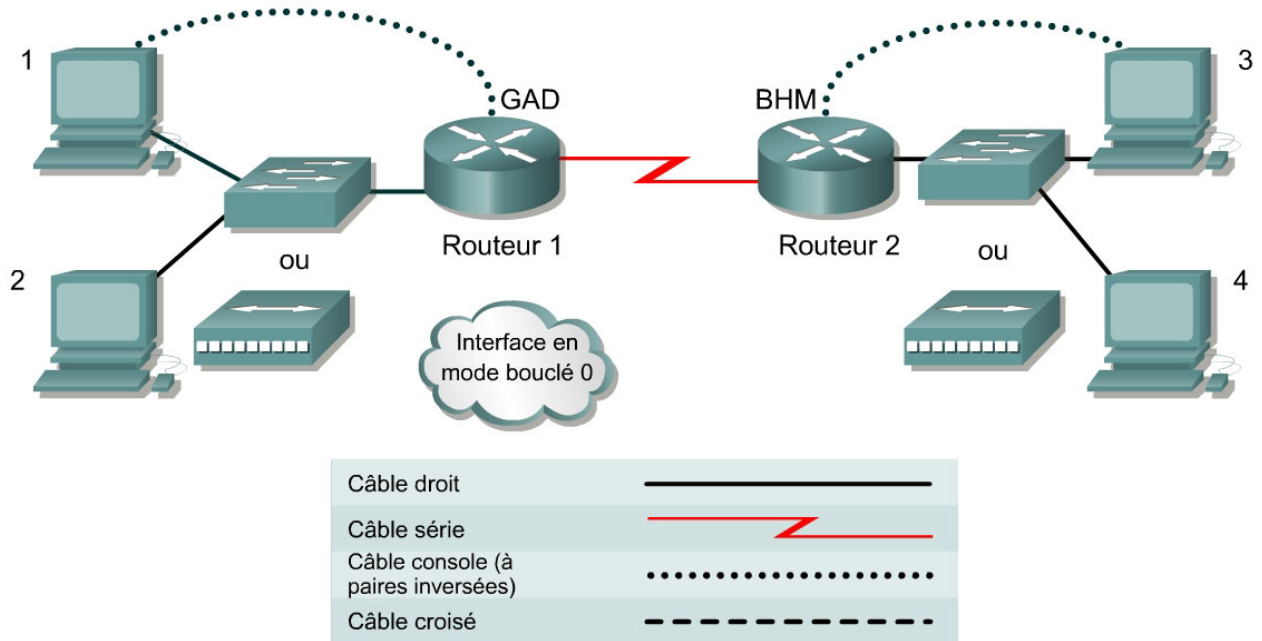 1
GAD
BHM
3
Routeur 1
Routeur 2
2
ou
ou
4
Interface en
mode bouclé 0
Câble droit
Câble série
Câble console (à
paires inversées)
Câble croisé